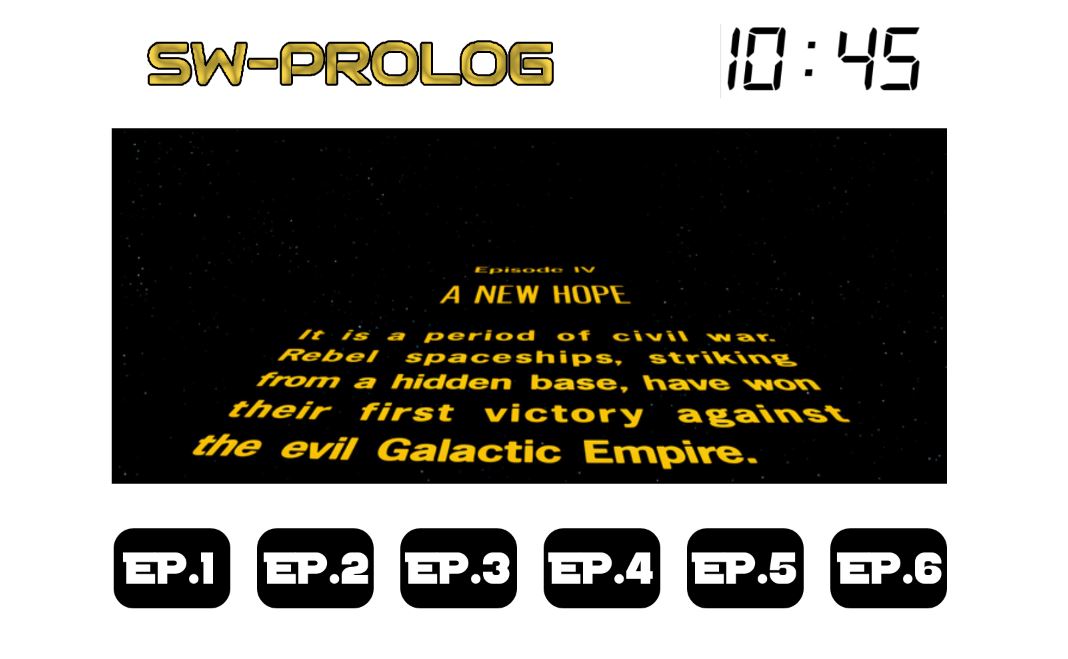 SW-PROLOG
10:45
Episode IV
A NEW HOPE
It is a period of civil war.
Rebel spaceships, striking
from a hidden base, have won
their first victory against
the evil Galactic Empire.
EP.1 EP.2 EP.3 EP.4 EP.5 EP.6